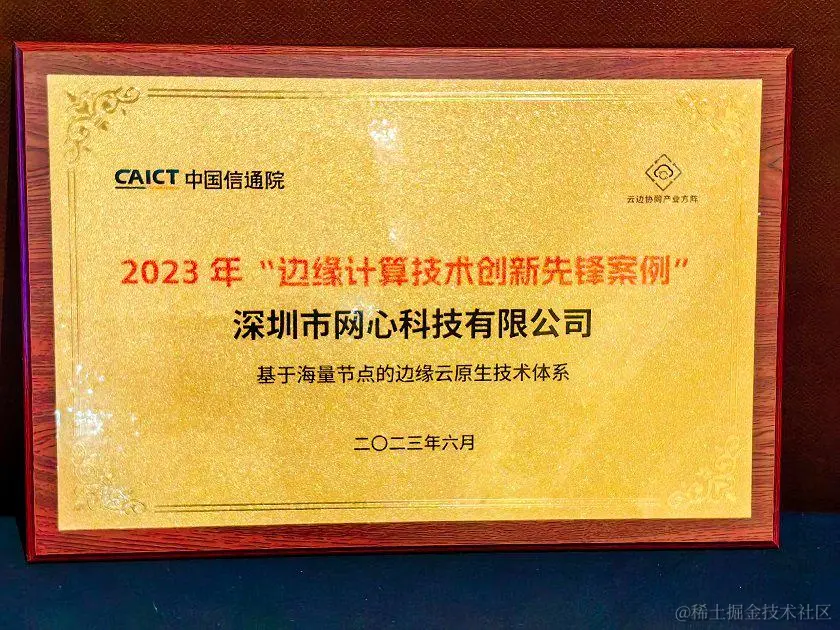 CAICT 中国信通院
云边协同产业方阵
2023 年“边缘计算技术创新先锋案例”
深圳市网心科技有限公司
基于海量节点的边缘云原生技术体系
二〇二三年六月
@稀土掘金技术社区